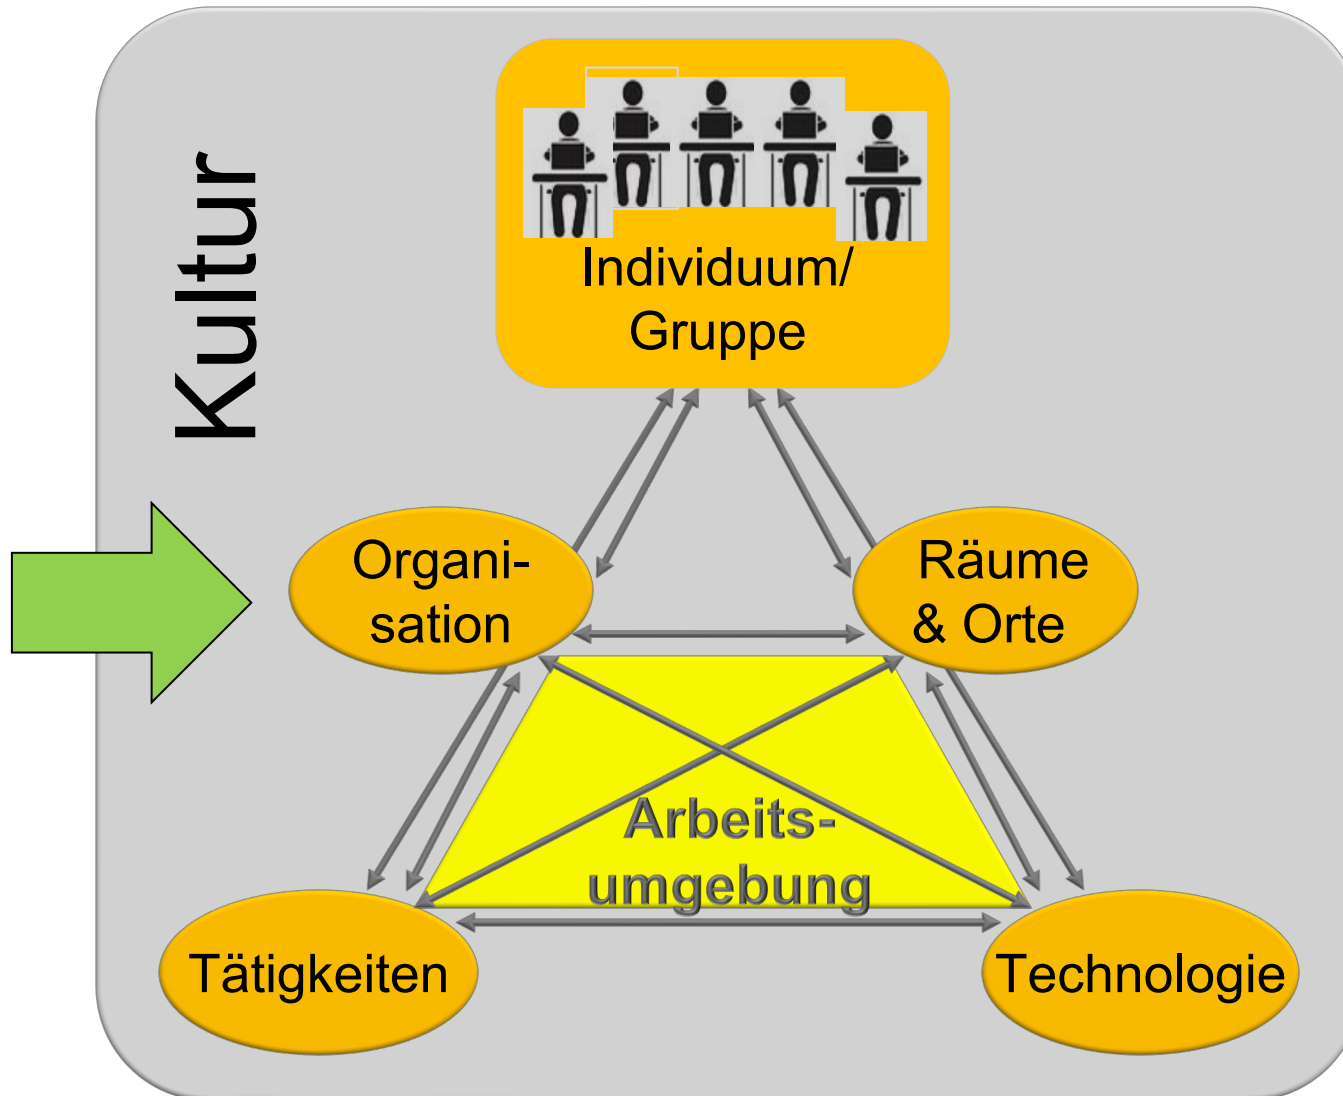 Kultur
Individuum/
Gruppe
Organi-
sation
Räume
& Orte
Arbeits-
umgebung
Tätigkeiten
Technologie